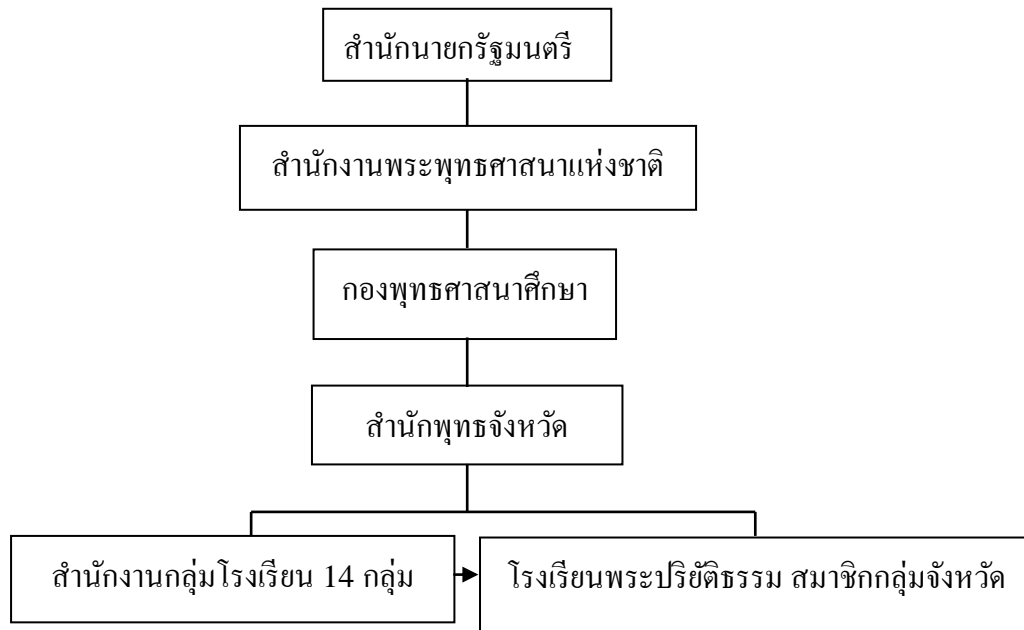 สำนักนายกรัฐมนตรี
สำนักงานพระพุทธศาสนาแห่งชาติ
กองพุทธศาสนศึกษา
สำนักพุทธจังหวัด
สำนักงานกลุ่มโรงเรียน 14 กลุ่ม
โรงเรียนพระปริยัติธรรม สมาชิกกลุ่มจังหวัด